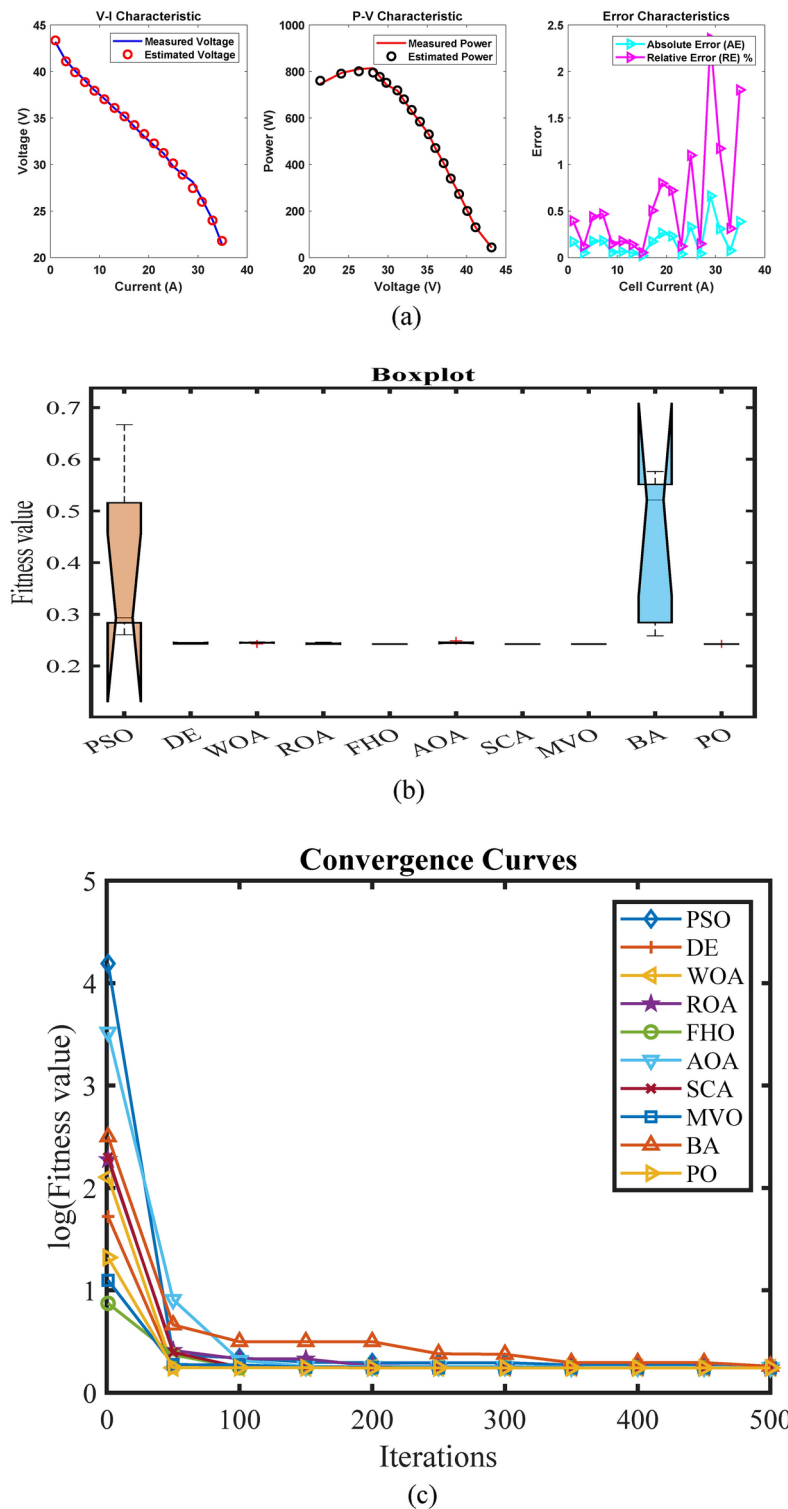 V-I Characteristic
45
40
35
30
25
20
Voltage (V)
0 10 20 30 40
Current (A)
Measured Voltage
Estimated Voltage
P-V Characteristic
1000
800
600
400
200
0
Power (W)
20 25 30 35 40 45
Voltage (V)
Measured Power
Estimated Power
Error Characteristics
2.5
2
1.5
1
0.5
0
Error
0 10 20 30 40
Cell Current (A)
Absolute Error (AE)
Relative Error (RE) %
(a)
Boxplot
0.7
0.6
0.5
0.4
0.3
0.2
Fitness value
PSO DE WOA ROA FHO AOA SCA MVO BA PO
(b)
Convergence Curves
5
4
3
2
1
0
log(Fitness value)
0 100 200 300 400 500
Iterations
PSO
DE
WOA
ROA
FHO
AOA
SCA
MVO
BA
PO
(c)